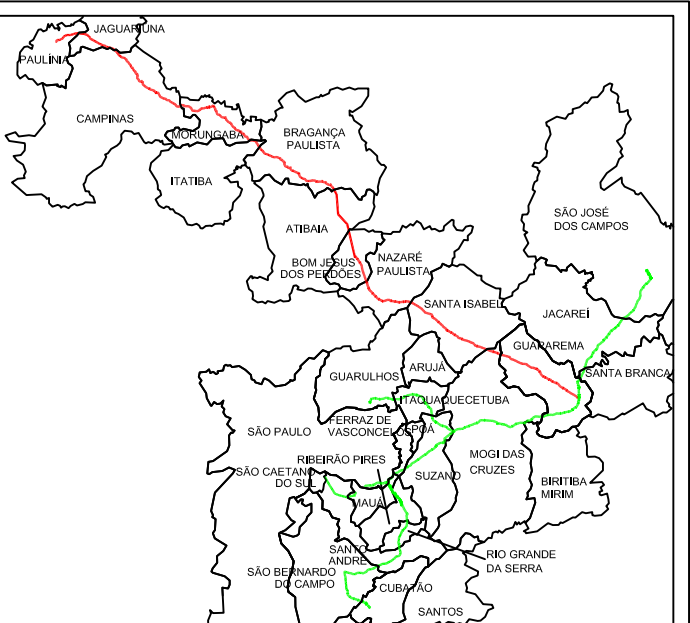 JAGUARIÚNA
PAULÍNIA
CAMPINAS
MORUNGABA
BRAGANÇA
PAULISTA
ITATIBA
ATIBAIA
SÃO JOSÉ
DOS CAMPOS
BOM JESUS
DOS PERDÕES
NAZARÉ
PAULISTA
SANTA ISABEL
JACAREÍ
GUARAREMA
SANTA BRANCA
ARUJÁ
GUARULHOS
ITAQUAQUECETUBA
FERRAZ DE
VASCONCELOS
POÁ
SÃO PAULO
MOGI DAS
CRUZES
RIBEIRÃO PIRES
SÃO CAETANO
DO SUL
SUZANO
BIRITIBA
MIRIM
MAUÁ
SANTO
ANDRÉ
RIO GRANDE
DA SERRA
SÃO BERNARDO
DO CAMPO
CUBATÃO
SANTOS